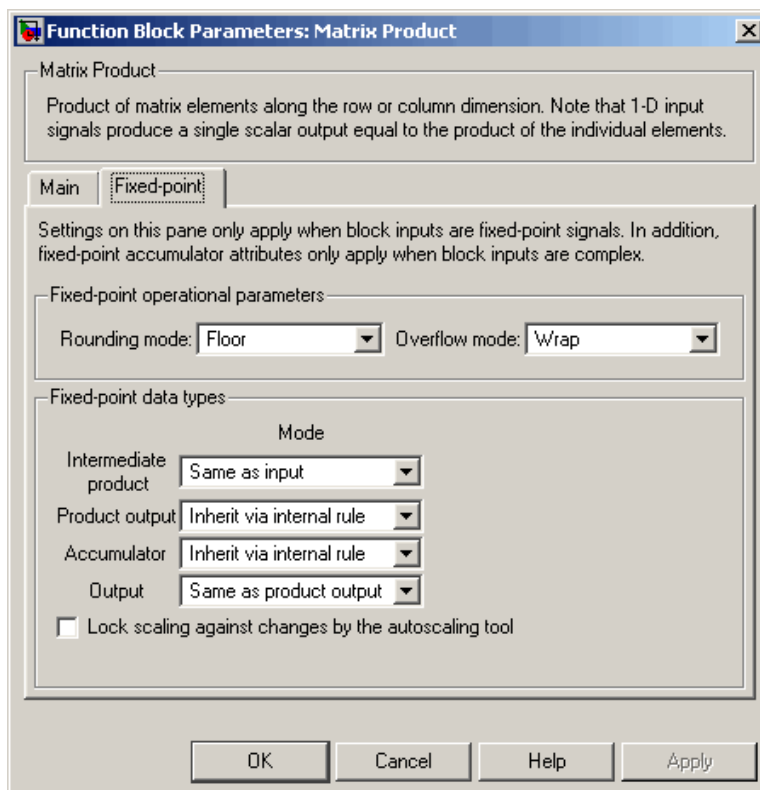 Function Block Parameters: Matrix Product
Matrix Product
Product of matrix elements along the row or column dimension. Note that 1-D input
signals produce a single scalar output equal to the product of the individual elements.
Main Fixed-point
Settings on this pane only apply when block inputs are fixed-point signals. In addition,
fixed-point accumulator attributes only apply when block inputs are complex.
Fixed-point operational parameters
Rounding mode: Floor Overflow mode: Wrap
Fixed-point data types
Mode
Intermediate
product Same as input
Product output Inherit via internal rule
Accumulator Inherit via internal rule
Output Same as product output
Lock scaling against changes by the autoscaling tool
OK Cancel Help Apply